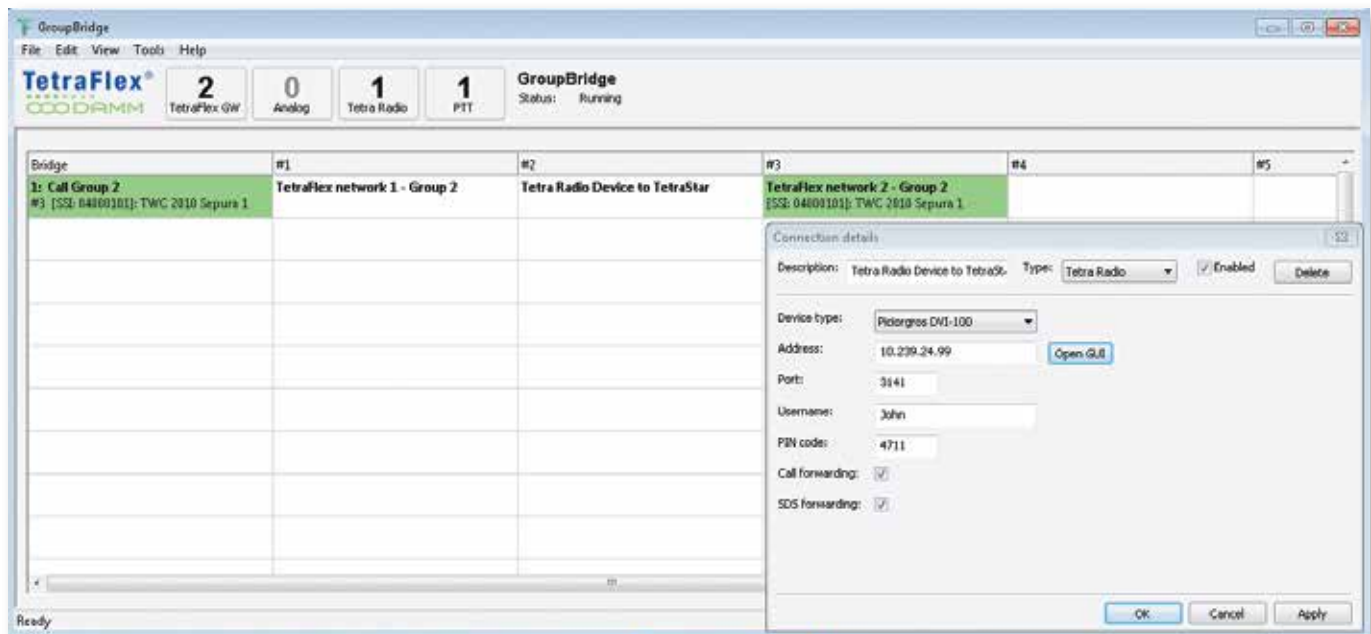 GroupBridge
File Edit View Tools Help
TetraFlex®
DAMM
2
TetraFlex GW
0
Analog
1
Tetra Radio
1
PTT
GroupBridge
Status: Running
Bridge #1 #2 #3 #4 #5
1: Call Group 2 TetraFlex network 1 - Group 2 Tetra Radio Device to TetraStar TetraFlex network 2 - Group 2
#3 [SSI: 04000101]: TWC 2010 Sepura 1 [SSI: 04000101]: TWC 2010 Sepura 1
Connection details
Description: Tetra Radio Device to TetraSt Type: Tetra Radio Enabled Delete
Device type: Piciorgros DVI-100
Address: 10.239.24.99 Open GUI
Port: 3141
Username: John
PIN code: 4711
Call forwarding:
SDS forwarding:
OK Cancel Apply
Ready